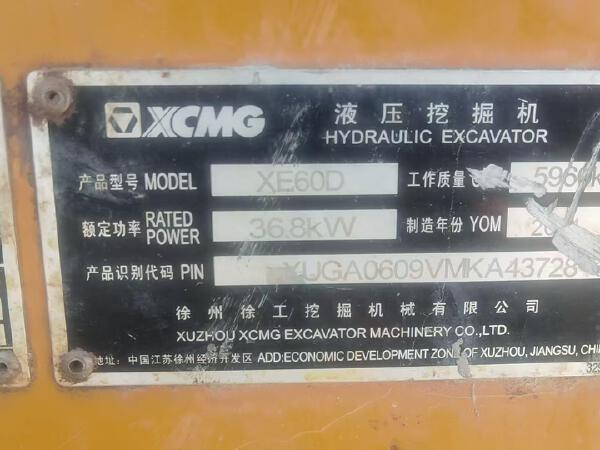 XCMG 液压挖掘机
HYDRAULIC EXCAVATOR
产品型号 MODEL XE60D 工作质量 5960k
额定功率 RATED POWER 36.8kW 制造年份 YOM
产品识别代码 PIN XUGA0609VMKA43728
徐州徐工挖掘机械有限公司
XUZHOU XCMG EXCAVATOR MACHINERY CO.,LTD.
地址: 中国江苏徐州经济开发区 ADD:ECONOMIC DEVELOPMENT ZONE OF XUZHOU, JIANGSU, CHI